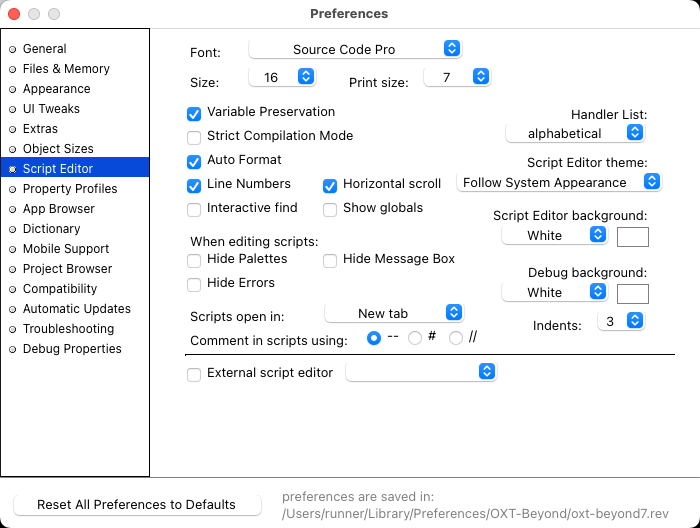 Preferences
General
Files & Memory
Appearance
UI Tweaks
Extras
Object Sizes
Script Editor
Property Profiles
App Browser
Dictionary
Mobile Support
Project Browser
Compatibility
Automatic Updates
Troubleshooting
Debug Properties
Font: Source Code Pro
Size: 16 Print size: 7
Variable Preservation
Handler List:
Strict Compilation Mode
alphabetical
Auto Format
Script Editor theme:
Line Numbers Horizontal scroll
Follow System Appearance
Interactive find Show globals
Script Editor background:
White
When editing scripts:
Hide Palettes Hide Message Box
Debug background:
Hide Errors
White
Scripts open in: New tab
Indents: 3
Comment in scripts using: -- # //
External script editor
Reset All Preferences to Defaults
preferences are saved in:
/Users/runner/Library/Preferences/OXT-Beyond/oxt-beyond7.rev